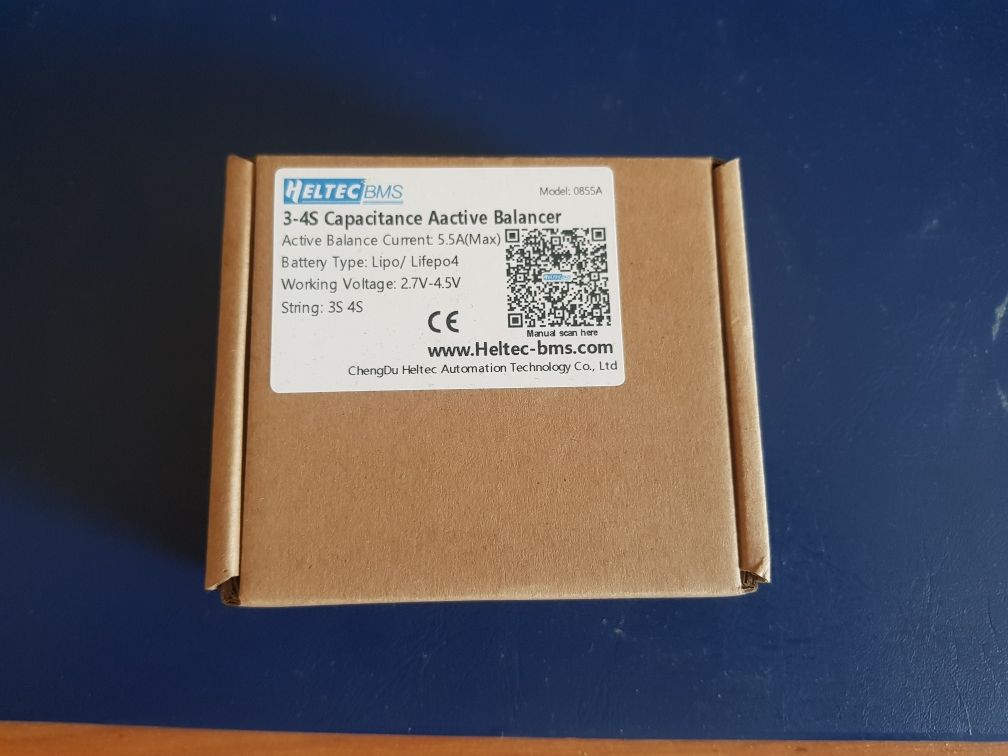 HELTEC BMS
Model: 0855A
3-4S Capacitance Aactive Balancer
Active Balance Current: 5.5A(Max)
Battery Type: Lipo/ Lifepo4
Working Voltage: 2.7V-4.5V
String: 3S 4S
CE
Manual scan here
www.Heltec-bms.com
ChengDu Heltec Automation Technology Co., Ltd